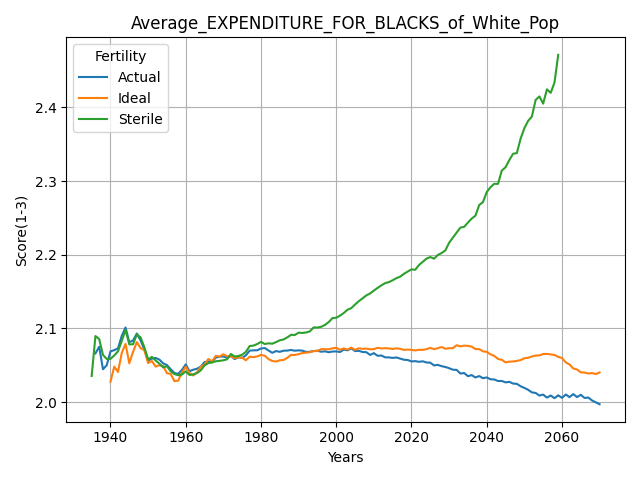 Average_EXPENDITURE_FOR_BLACKS_of_White_Pop
Fertility
Actual
Ideal
Sterile
Score(1-3)
2.4
2.3
2.2
2.1
2.0
1940 1960 1980 2000 2020 2040 2060
Years